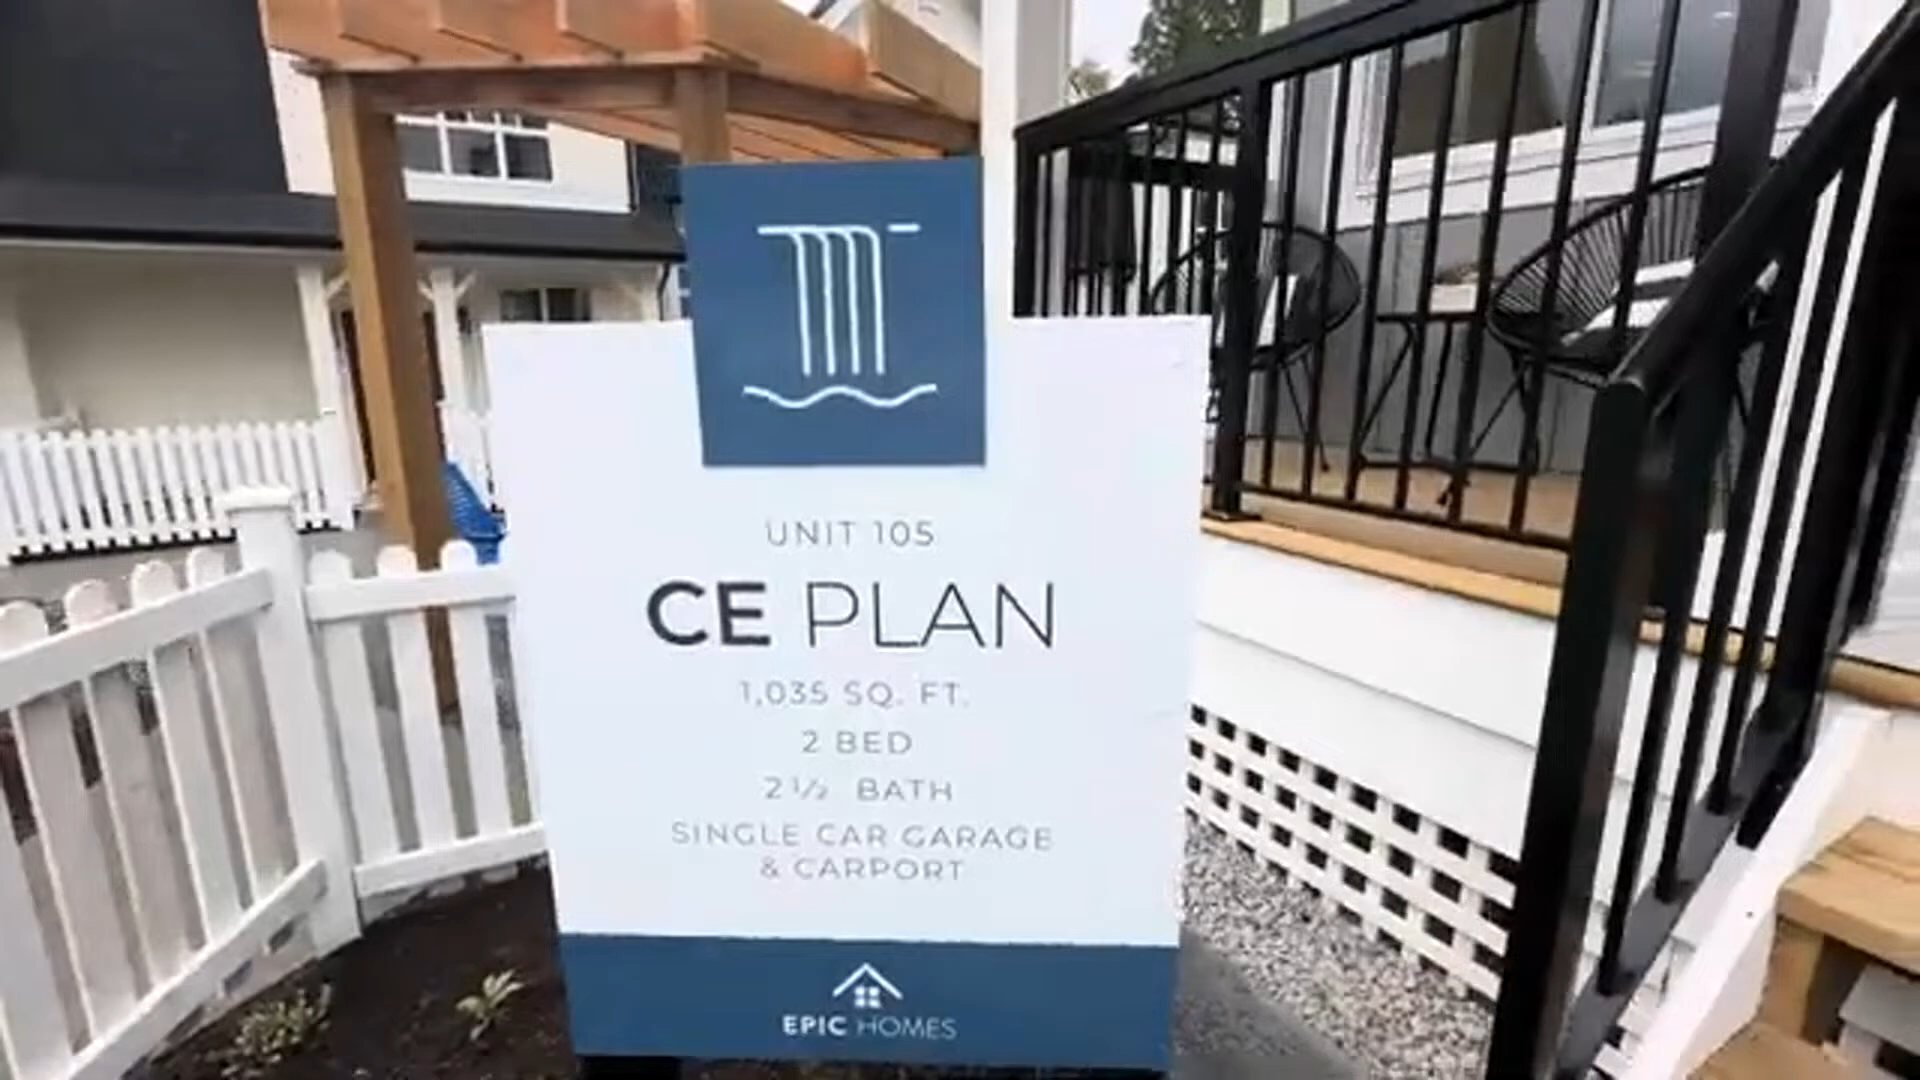 UNIT 105
CE PLAN
1,035 SQ. FT.
2 BED
2 1/2 BATH
SINGLE CAR GARAGE
& CARPORT
EPIC HOMES